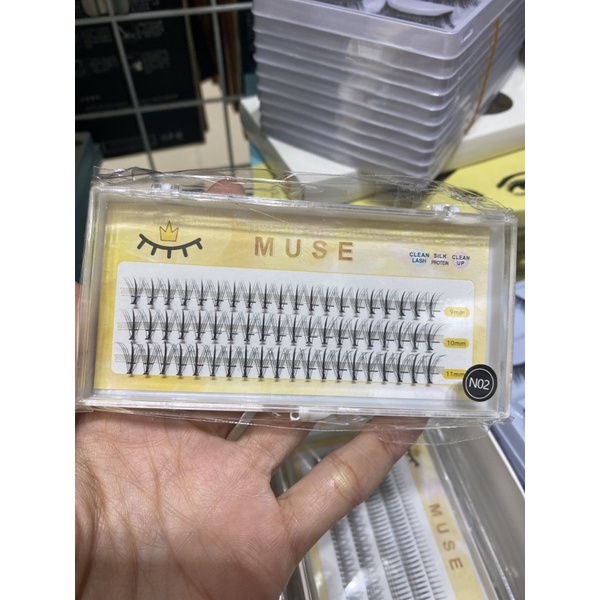 MUSE
CLEAN SILK CLEAN
LASH PROTEIN UP
9mm
10mm
11mm
N02
MUSE